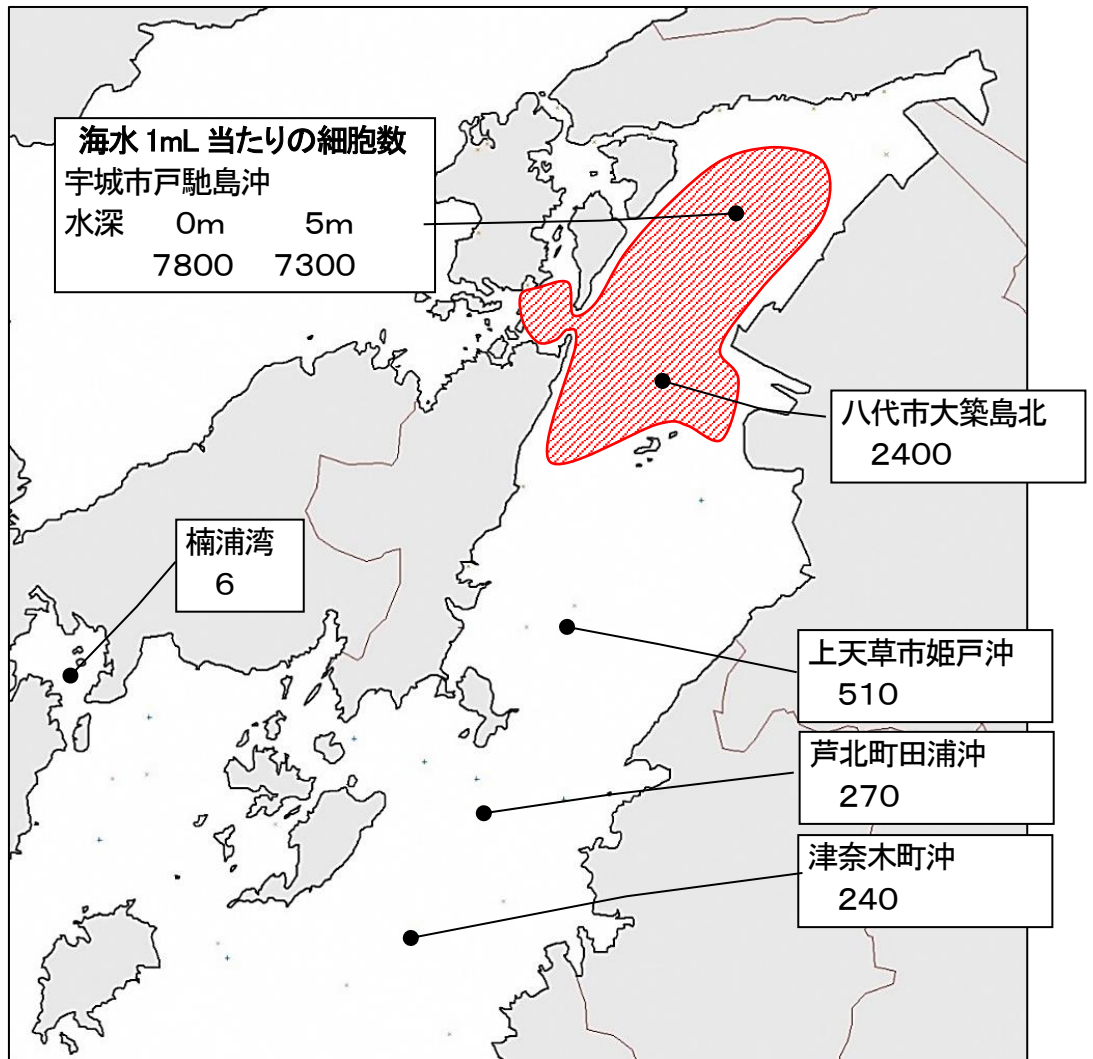 海水 1mL 当たりの細胞数
宇城市戸馳島沖
水深 0m 5m
7800 7300
八代市大築島北
2400
楠浦湾
6
上天草市姫戸沖
510
芦北町田浦沖
270
津奈木町沖
240